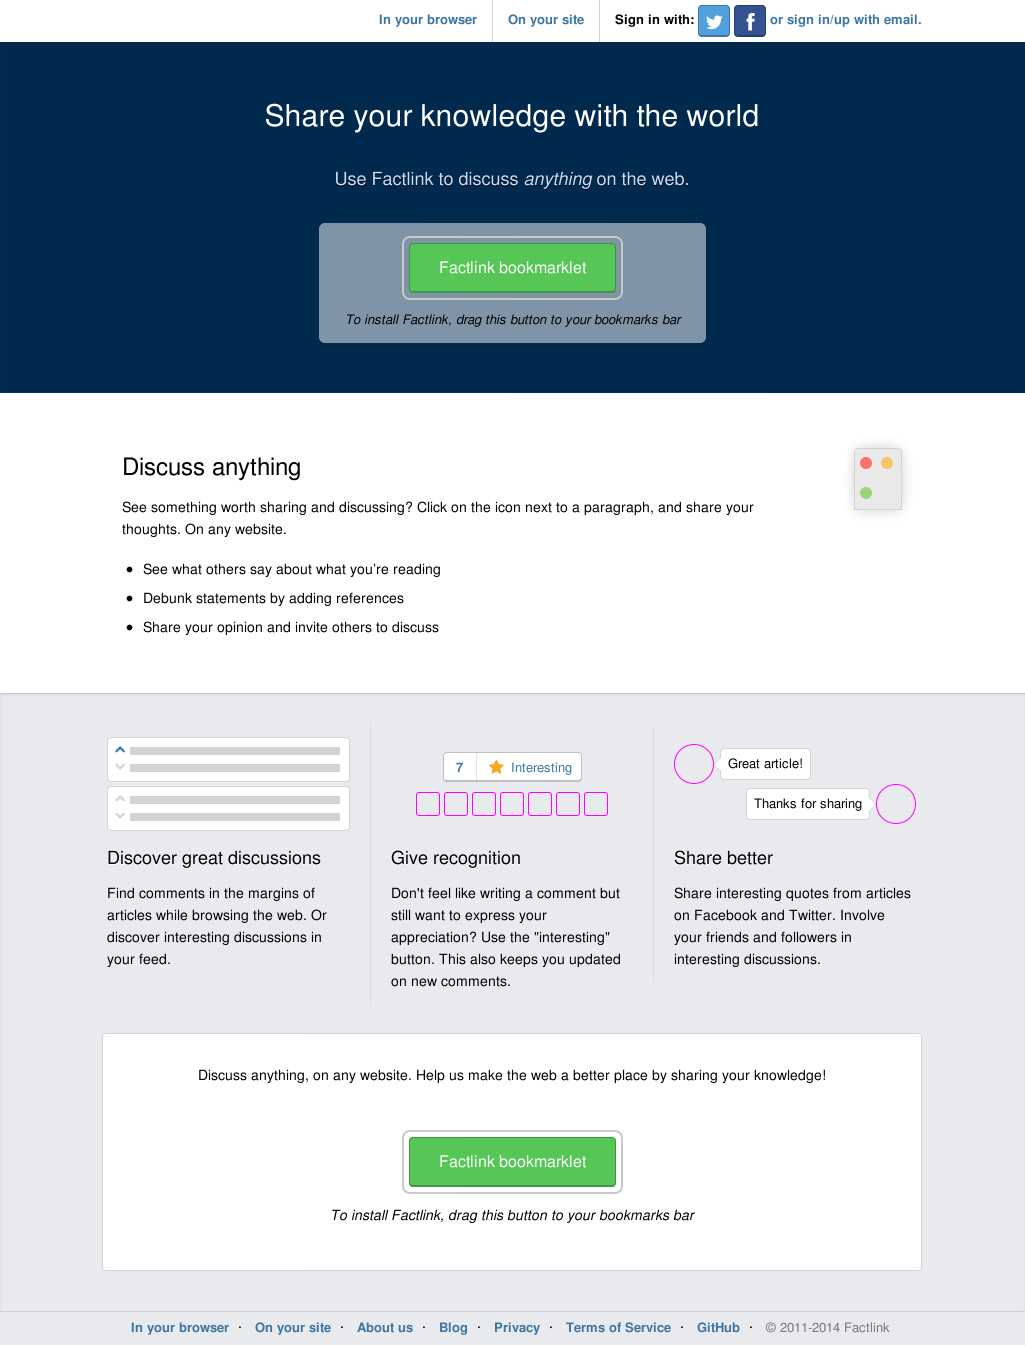 In your browser
On your site
Sign in with: or sign in/up with email.
Share your knowledge with the world
Use Factlink to discuss anything on the web.
Factlink bookmarklet
To install Factlink, drag this button to your bookmarks bar
Discuss anything
See something worth sharing and discussing? Click on the icon next to a paragraph, and share your
thoughts. On any website.
• See what others say about what you’re reading
• Debunk statements by adding references
• Share your opinion and invite others to discuss
Discover great discussions
Find comments in the margins of
articles while browsing the web. Or
discover interesting discussions in
your feed.
7 Interesting
Give recognition
Don't feel like writing a comment but
still want to express your
appreciation? Use the "interesting"
button. This also keeps you updated
on new comments.
Great article!
Thanks for sharing
Share better
Share interesting quotes from articles
on Facebook and Twitter. Involve
your friends and followers in
interesting discussions.
Discuss anything, on any website. Help us make the web a better place by sharing your knowledge!
Factlink bookmarklet
To install Factlink, drag this button to your bookmarks bar
In your browser · On your site · About us · Blog · Privacy · Terms of Service · GitHub · © 2011-2014 Factlink